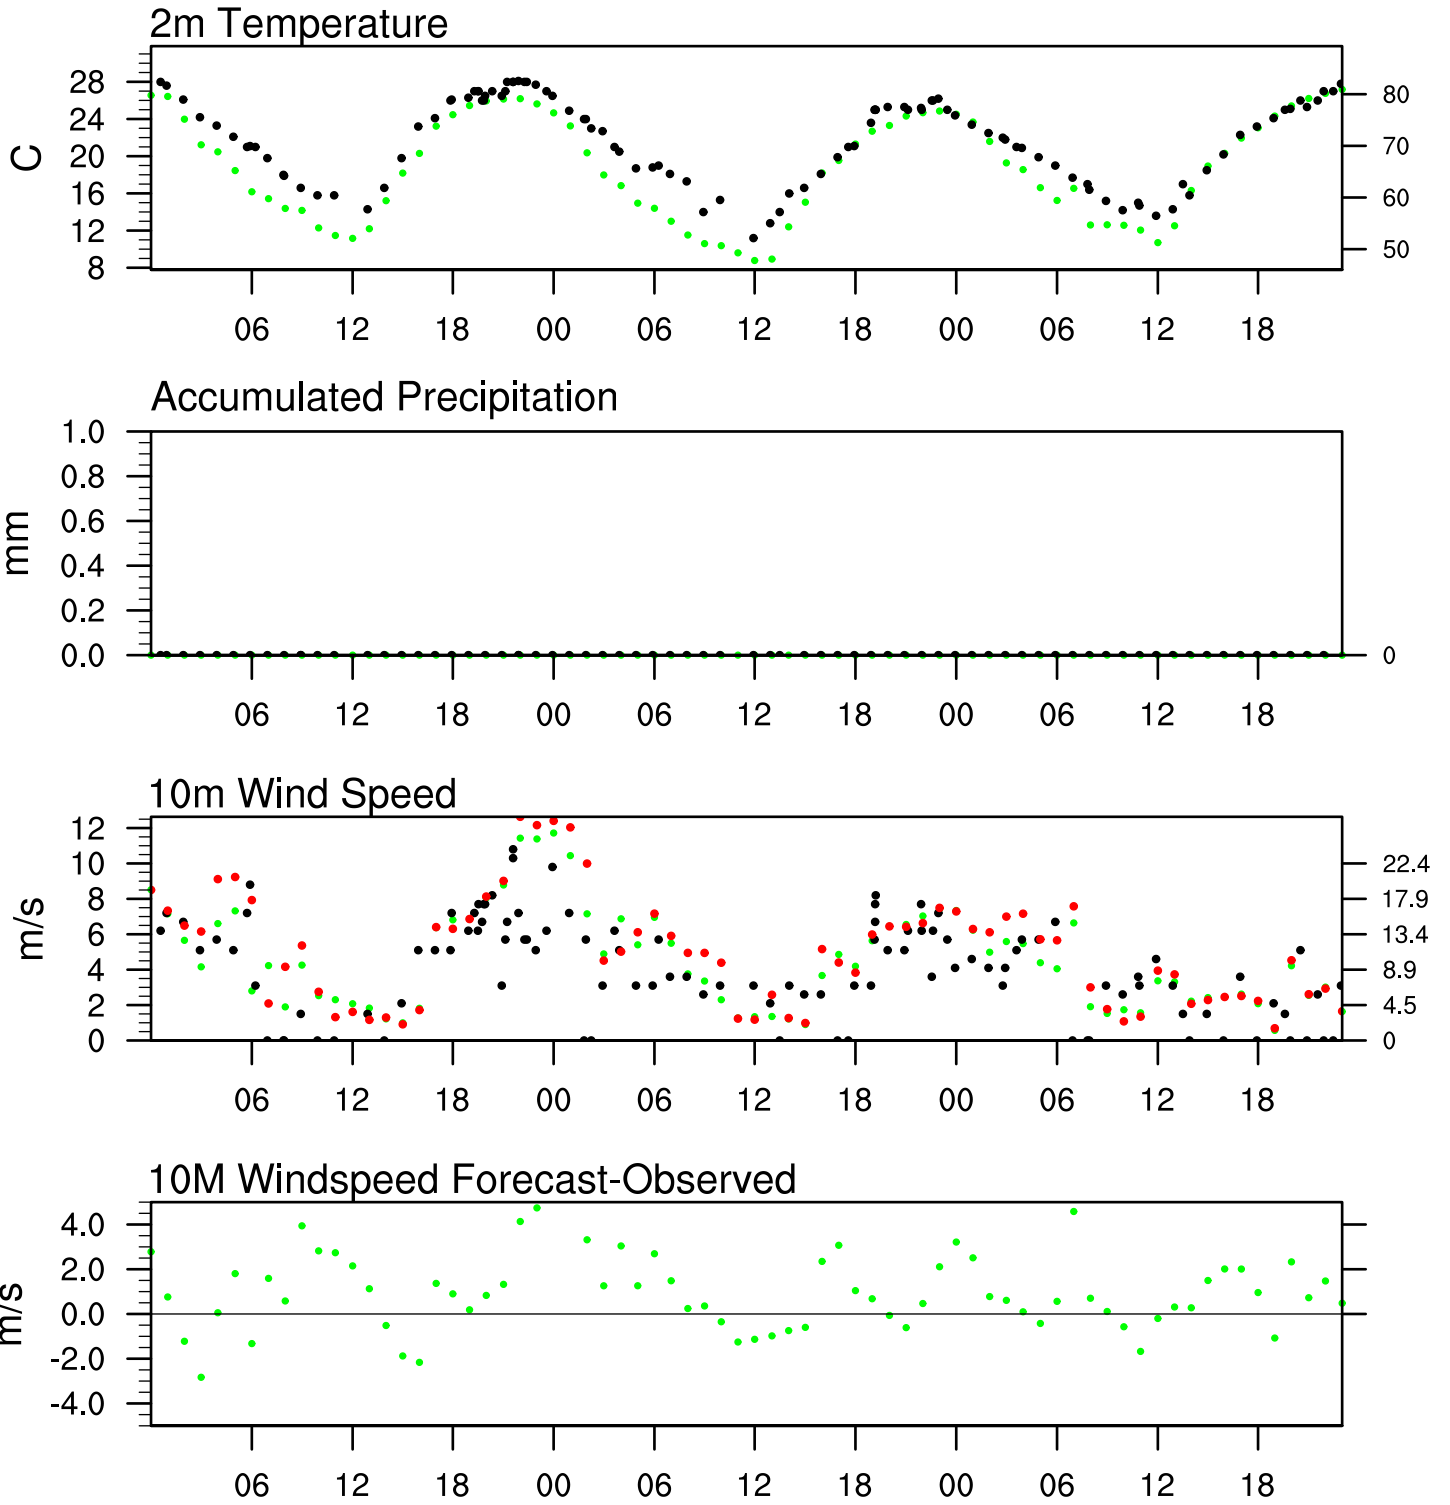 2m Temperature
28
24
20
16
12
8
C
80
70
60
50
06 12 18 00 06 12 18 00 06 12 18
Accumulated Precipitation
1.0
0.8
0.6
0.4
0.2
0.0
mm
0
06 12 18 00 06 12 18 00 06 12 18
10m Wind Speed
12
10
8
6
4
2
0
m/s
22.4
17.9
13.4
8.9
4.5
0
06 12 18 00 06 12 18 00 06 12 18
10M Windspeed Forecast-Observed
4.0
2.0
0.0
-2.0
-4.0
m/s
06 12 18 00 06 12 18 00 06 12 18